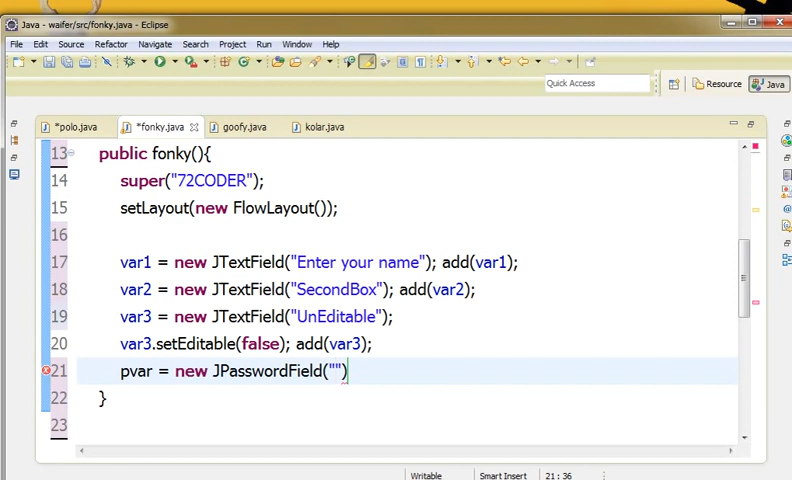 Java - waifer/src/fonky.java - Eclipse
File Edit Source Refactor Navigate Search Project Run Window Help
Quick Access Resource Java
*polo.java *fonky.java goofy.java kolar.java
13 public fonky(){
14 super("72CODER");
15 setLayout(new FlowLayout());
16
17 var1 = new JTextField("Enter your name"); add(var1);
18 var2 = new JTextField("SecondBox"); add(var2);
19 var3 = new JTextField("UnEditable");
20 var3.setEditable(false); add(var3);
21 pvar = new JPasswordField("")
22 }
23
Writable Smart Insert 21 : 36